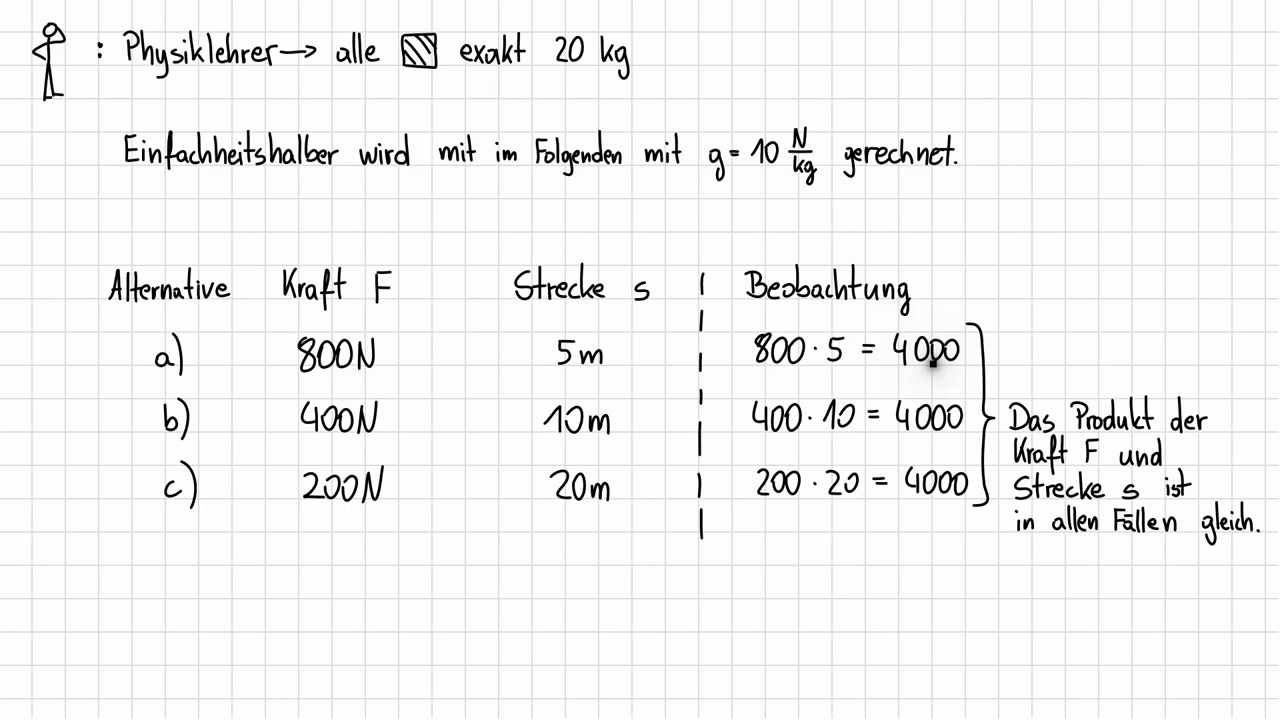 : Physiklehrer → alle exakt 20 kg
Einfachheitshalber wird mit im Folgenden mit g = 10 N/kg gerechnet.
Alternative Kraft F Strecke s Beobachtung
a) 800N 5m 800 · 5 = 4000
b) 400N 10m 400 · 10 = 4000
c) 200N 20m 200 · 20 = 4000
Das Produkt der
Kraft F und
Strecke s ist
in allen Fällen gleich.